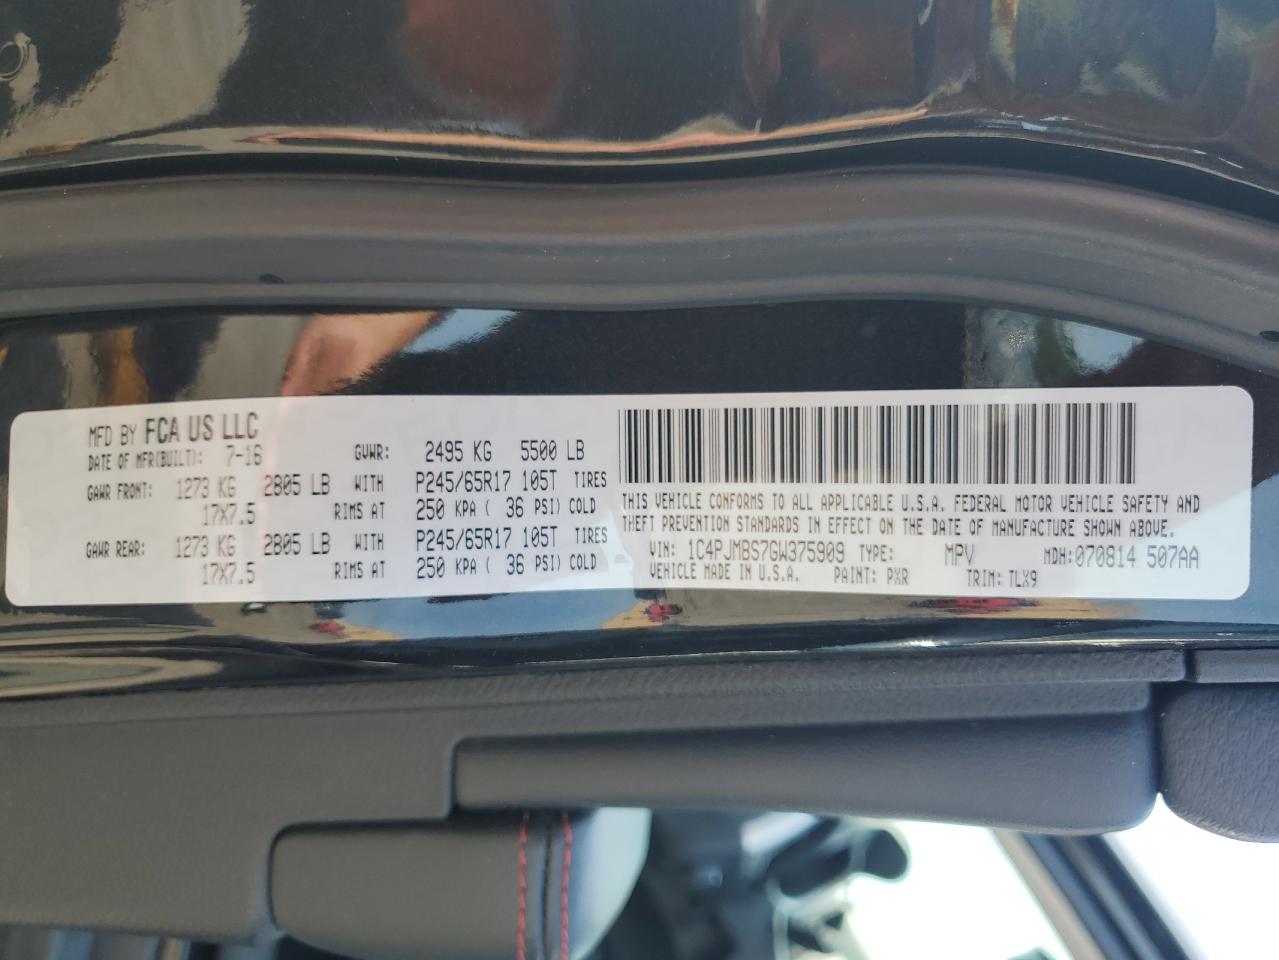 MFD BY FCA US LLC
DATE OF MFR(BUILT): 7-16 GVWR: 2495 KG 5500 LB
GAWR FRONT: 1273 KG 2805 LB WITH P245/65R17 105T TIRES
17X7.5 RIMS AT 250 KPA ( 36 PSI) COLD
GAWR REAR: 1273 KG 2805 LB WITH P245/65R17 105T TIRES
17X7.5 RIMS AT 250 KPA ( 36 PSI) COLD
THIS VEHICLE CONFORMS TO ALL APPLICABLE U.S.A. FEDERAL MOTOR VEHICLE SAFETY AND
THEFT PREVENTION STANDARDS IN EFFECT ON THE DATE OF MANUFACTURE SHOWN ABOVE.
VIN: 1C4PJMBS7GW375909 TYPE: MPV MDH:070814 507AA
VEHICLE MADE IN U.S.A. PAINT: PXR TRIM: TLX9